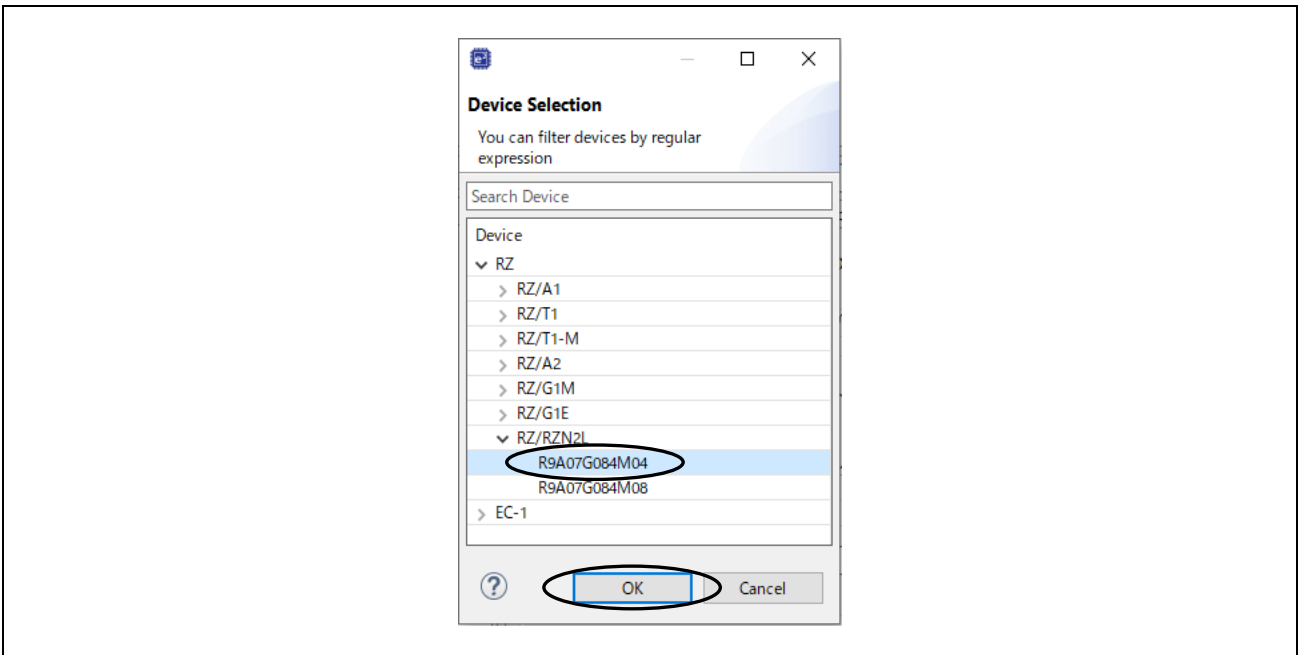 Device Selection
You can filter devices by regular
expression
Search Device
Device
RZ
RZ/A1
RZ/T1
RZ/T1-M
RZ/A2
RZ/G1M
RZ/G1E
RZ/RZN2L
R9A07G084M04
R9A07G084M08
EC-1
OK
Cancel